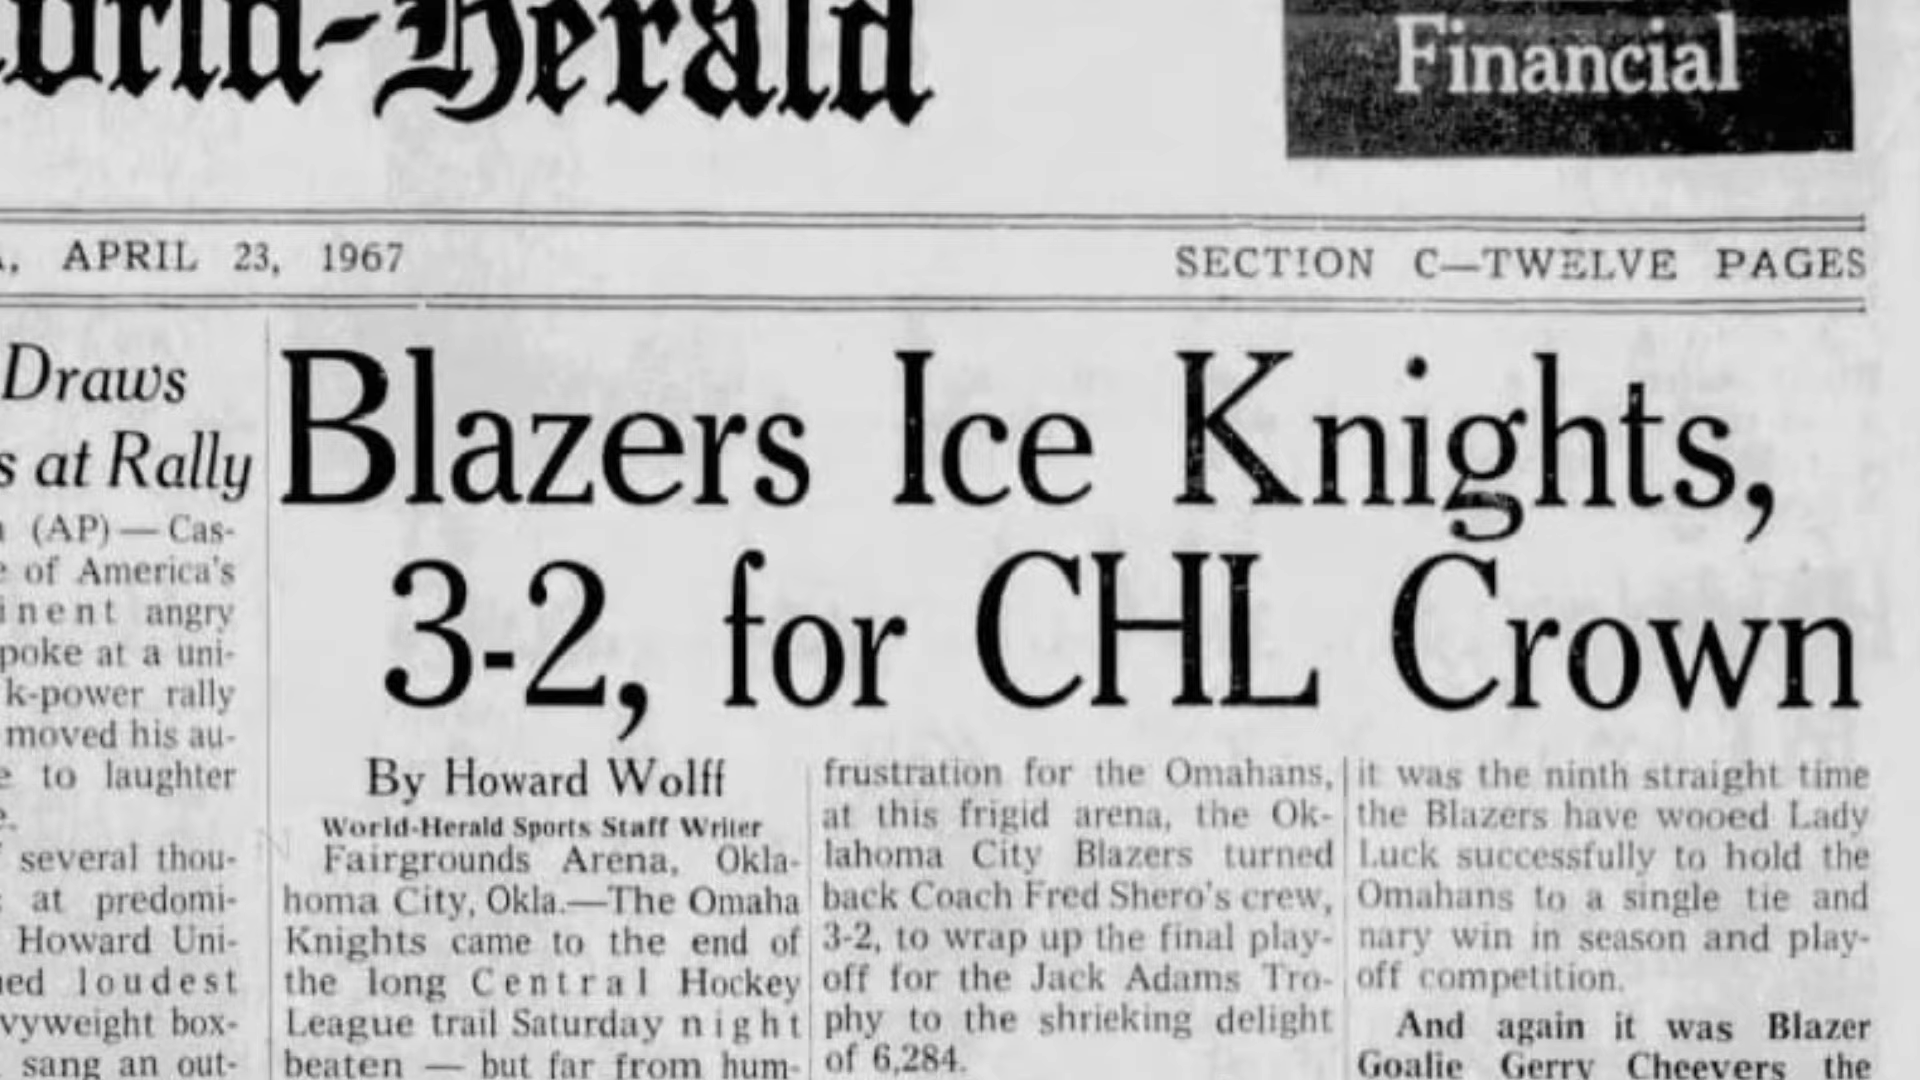 World-Herald
Financial
APRIL 23, 1967
SECTION C—TWELVE PAGES
Draws
s at Rally
(AP) — Cas-
of America's
inent angry
poke at a uni-
k-power rally
moved his au-
to laughter
several thou-
at predomi-
Howard Uni-
ed loudest
vyweight box-
sang an out-
Blazers Ice Knights,
3-2, for CHL Crown
By Howard Wolff
World-Herald Sports Staff Writer
Fairgrounds Arena, Okla-
homa City, Okla.—The Omaha
Knights came to the end of
the long Central Hockey
League trail Saturday night
beaten — but far from hum-
frustration for the Omahans,
at this frigid arena, the Ok-
lahoma City Blazers turned
back Coach Fred Shero's crew,
3-2, to wrap up the final play-
off for the Jack Adams Tro-
phy to the shrieking delight
of 6,284.
it was the ninth straight time
the Blazers have wooed Lady
Luck successfully to hold the
Omahans to a single tie and
nary win in season and play-
off competition.
And again it was Blazer
Goalie Gerry Cheevers the